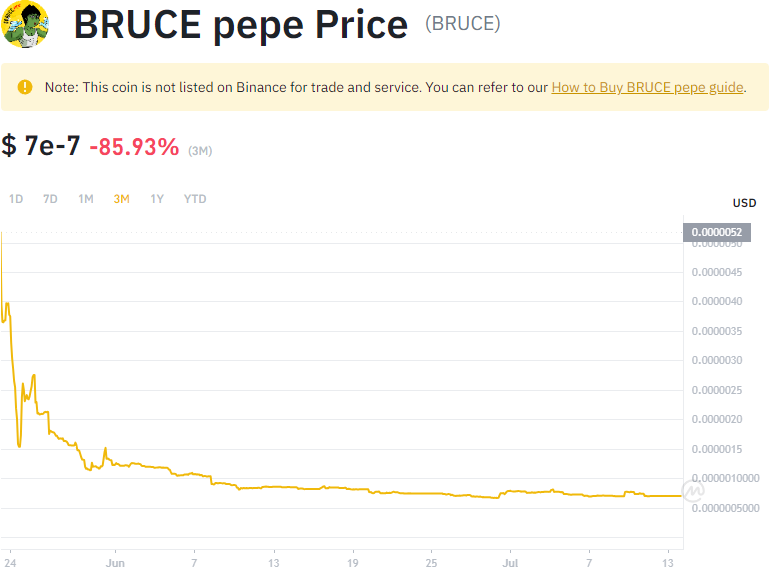 BRUCE pepe Price (BRUCE)
Note: This coin is not listed on Binance for trade and service. You can refer to our How to Buy BRUCE pepe guide.
$ 7e-7 -85.93% (3M)
1D 7D 1M 3M 1Y YTD
USD
0.0000052
0.0000050
0.0000045
0.0000040
0.0000035
0.0000030
0.0000025
0.0000020
0.0000015
0.0000010000
0.0000005000
24 Jun 7 13 19 25 Jul 7 13